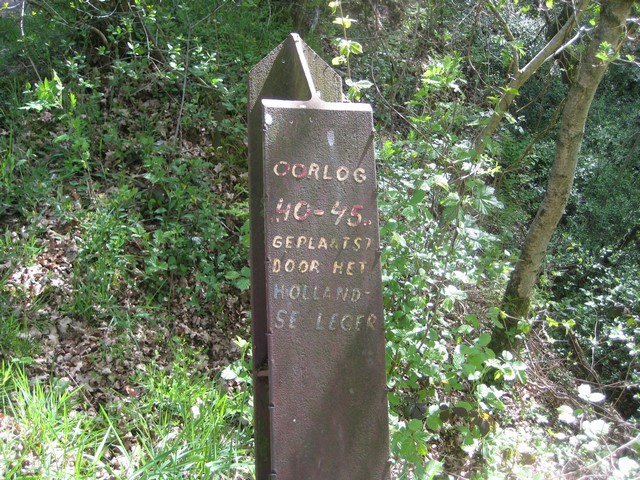 OORLOG
„40-45„
GEPLAATST
DOOR HET
HOLLAND-
SE LEGER